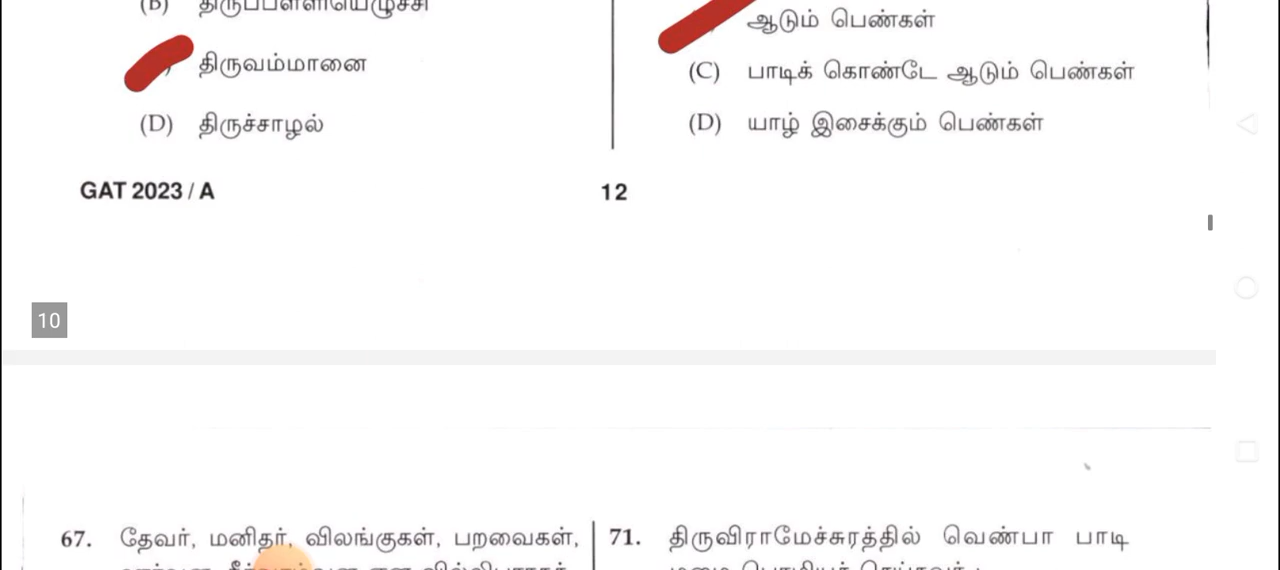 (B) திருப்பள்ளியெழுச்சி
திருவம்மானை
(D) திருச்சாழல்
ஆடும் பெண்கள்
(C) பாடிக் கொண்டே ஆடும் பெண்கள்
(D) யாழ் இசைக்கும் பெண்கள்
GAT 2023 / A
12
10
67. தேவர், மனிதர், விலங்குகள், பறவைகள்,
71. திருவிராமேச்சுரத்தில் வெண்பா பாடி